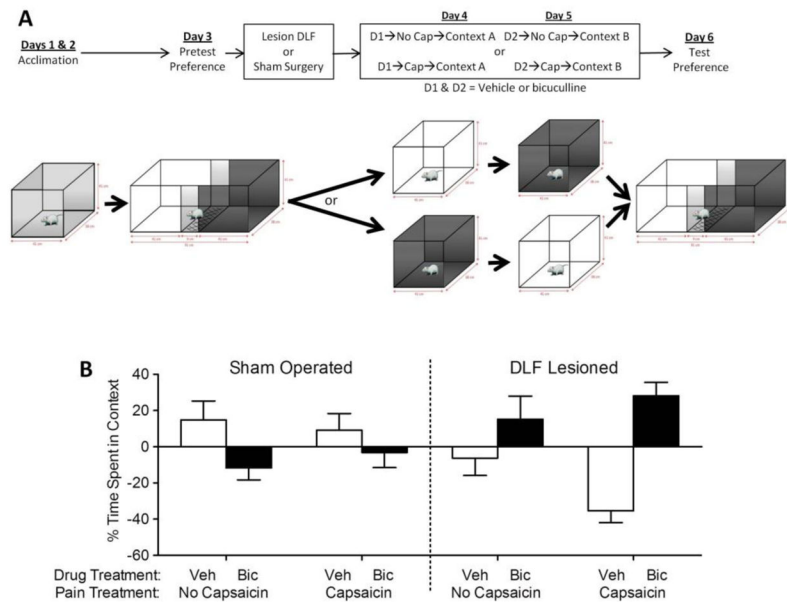 A
Days 1 & 2
Acclimation
Day 3
Pretest
Preference
Lesion DLF
or
Sham Surgery
Day 4
Day 5
D1→No Cap→Context A
D2→No Cap→Context B
or
D1→Cap→Context A
D2→Cap→Context B
D1 & D2 = Vehicle or bicuculline
Day 6
Test
Preference
or
B
Sham Operated
DLF Lesioned
% Time Spent in Context
40
20
0
-20
-40
-60
Drug Treatment: Veh Bic Veh Bic Veh Bic Veh Bic
Pain Treatment: No Capsaicin Capsaicin No Capsaicin Capsaicin